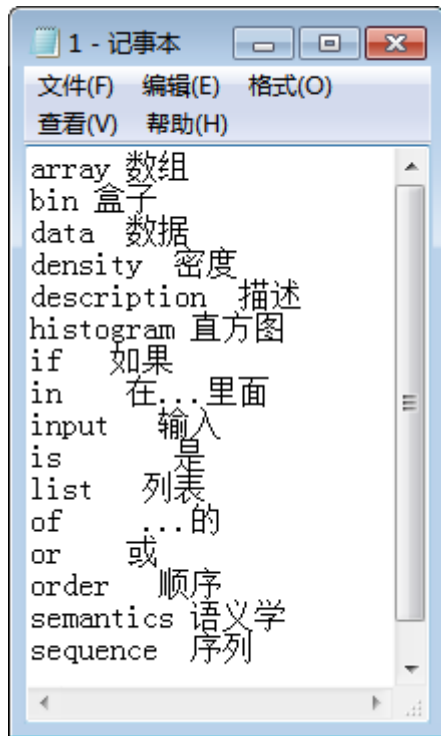 1 - 记事本
文件(F) 编辑(E) 格式(O)
查看(V) 帮助(H)
array 数组
bin 盒子
data 数据
density 密度
description 描述
histogram 直方图
if 如果
in 在...里面
input 输入
is 是
list 列表
of ...的
or 或
order 顺序
semantics 语义学
sequence 序列